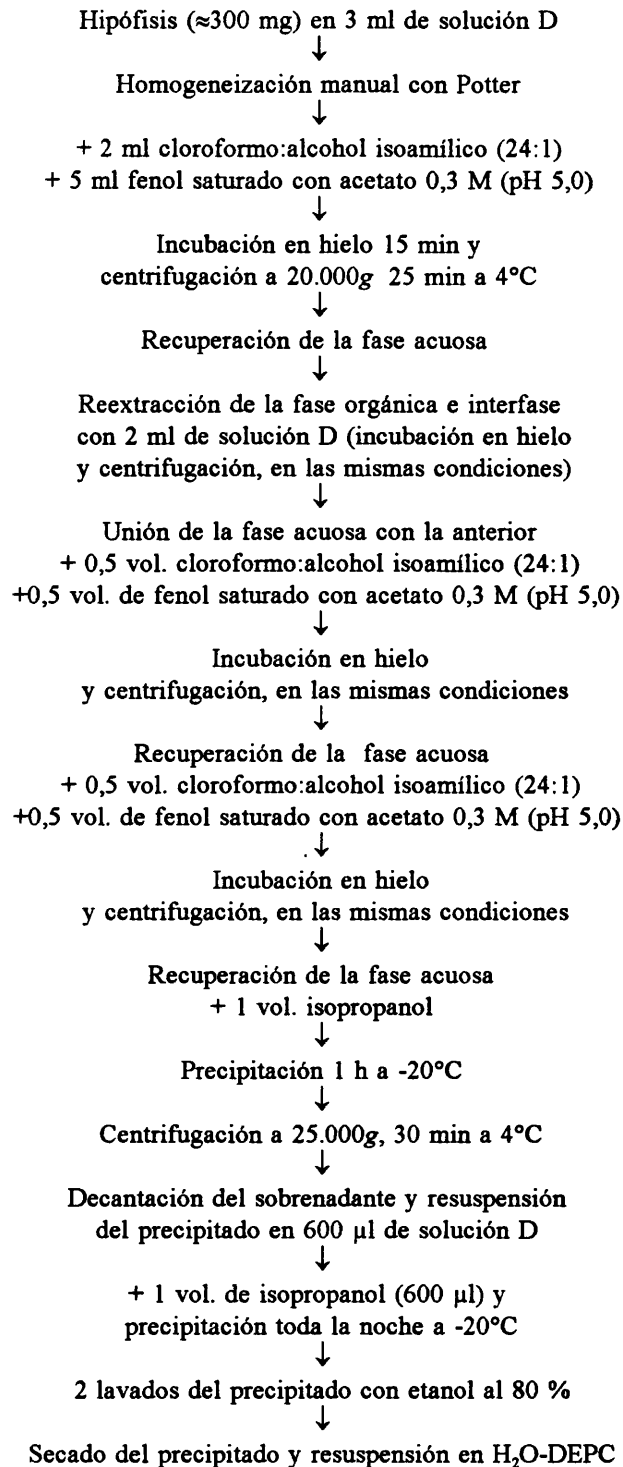 Hipófisis (≈300 mg) en 3 ml de solución D
↓
Homogeneización manual con Potter
↓
+ 2 ml cloroformo:alcohol isoamílico (24:1)
+ 5 ml fenol saturado con acetato 0,3 M (pH 5,0)
↓
Incubación en hielo 15 min y
centrifugación a 20.000g 25 min a 4ºC
↓
Recuperación de la fase acuosa
↓
Reextracción de la fase orgánica e interfase
con 2 ml de solución D (incubación en hielo
y centrifugación, en las mismas condiciones)
↓
Unión de la fase acuosa con la anterior
+ 0,5 vol. cloroformo:alcohol isoamílico (24:1)
+0,5 vol. de fenol saturado con acetato 0,3 M (pH 5,0)
↓
Incubación en hielo
y centrifugación, en las mismas condiciones
↓
Recuperación de la fase acuosa
+ 0,5 vol. cloroformo:alcohol isoamílico (24:1)
+0,5 vol. de fenol saturado con acetato 0,3 M (pH 5,0)
↓
Incubación en hielo
y centrifugación, en las mismas condiciones
↓
Recuperación de la fase acuosa
+ 1 vol. isopropanol
↓
Precipitación 1 h a -20ºC
↓
Centrifugación a 25.000g, 30 min a 4ºC
↓
Decantación del sobrenadante y resuspensión
del precipitado en 600 µl de solución D
↓
+ 1 vol. de isopropanol (600 µl) y
precipitación toda la noche a -20ºC
↓
2 lavados del precipitado con etanol al 80 %
↓
Secado del precipitado y resuspensión en H₂O-DEPC